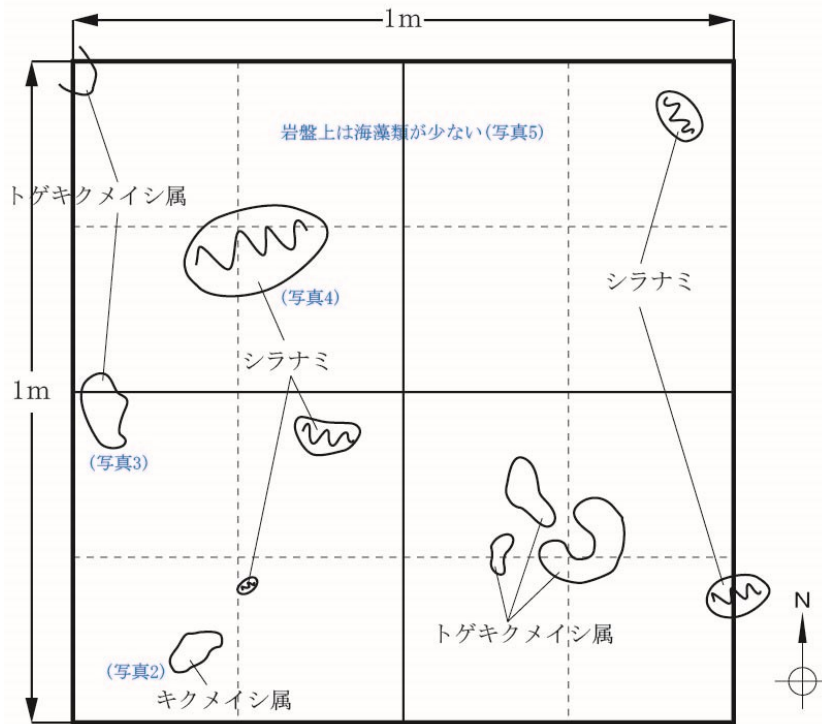 1m
岩盤上は海藻類が少ない(写真5)
トゲキクメイシ属
シラナミ
(写真4)
シラナミ
1m
(写真3)
N
トゲキクメイシ属
(写真2)
キクメイシ属